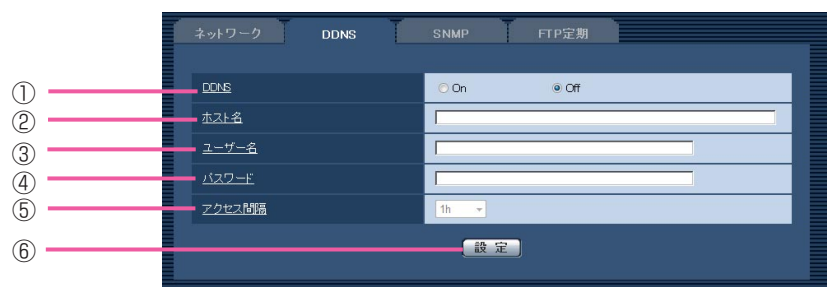 ネットワーク DDNS SNMP FTP定期
① DDNS On Off
② ホスト名
③ ユーザー名
④ パスワード
⑤ アクセス間隔 1h
⑥ 設定